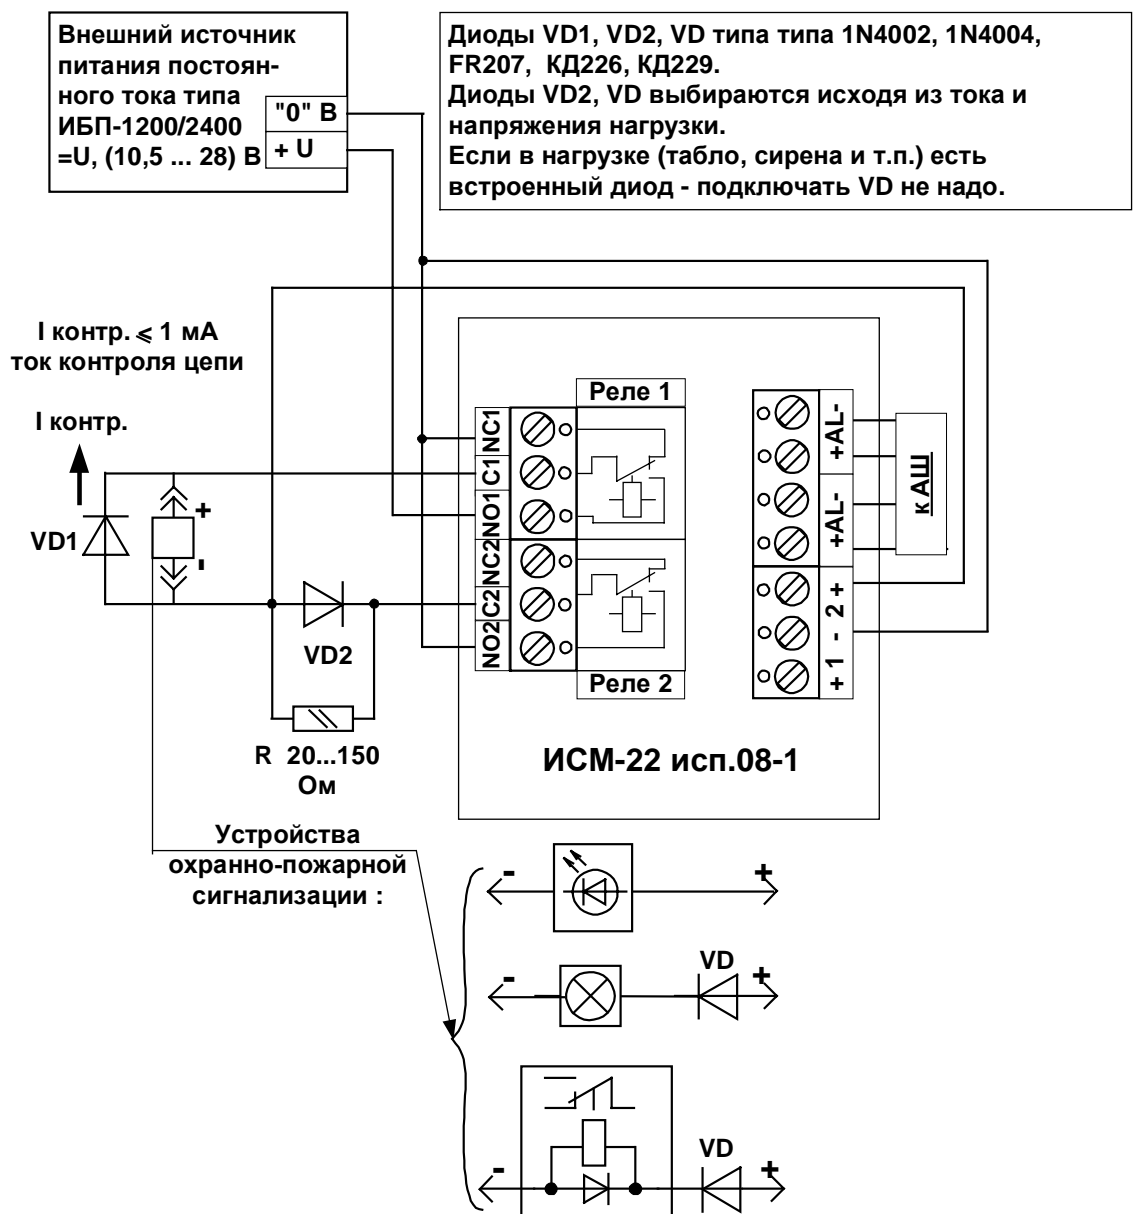 Внешний источник
питания постоян-
ного тока типа
ИБП-1200/2400
=U, (10,5 ... 28) В
"0" В
+ U
Диоды VD1, VD2, VD типа типа 1N4002, 1N4004,
FR207, КД226, КД229.
Диоды VD2, VD выбираются исходя из тока и
напряжения нагрузки.
Если в нагрузке (табло, сирена и т.п.) есть
встроенный диод - подключать VD не надо.
I контр. ⩽ 1 мА
ток контроля цепи
I контр.
VD1
+
-
VD2
R 20...150
Ом
Реле 1
NC1
C1
NO1
NC2
C2
NO2
Реле 2
+AL-
+AL-
+ 1 - 2 +
к АШ
ИСМ-22 исп.08-1
Устройства
охранно-пожарной
сигнализации :
- +
- VD +
- VD +